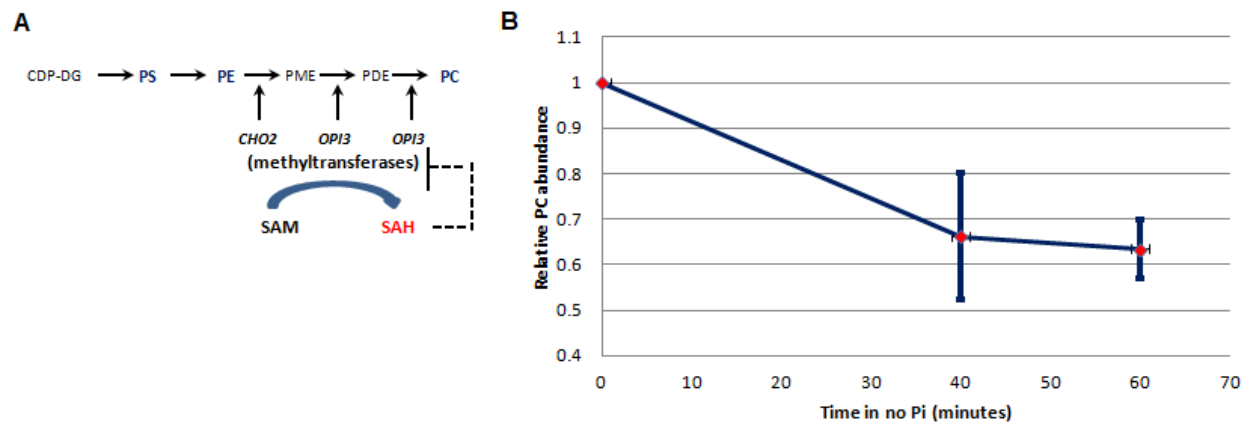 A
CDP-DG PS PE PME PDE PC
CHO2 OPI3 OPI3
(methyltransferases)
SAM SAH
B
Relative PC abundance
1.1
1
0.9
0.8
0.7
0.6
0.5
0.4
0 10 20 30 40 50 60 70
Time in no Pi (minutes)